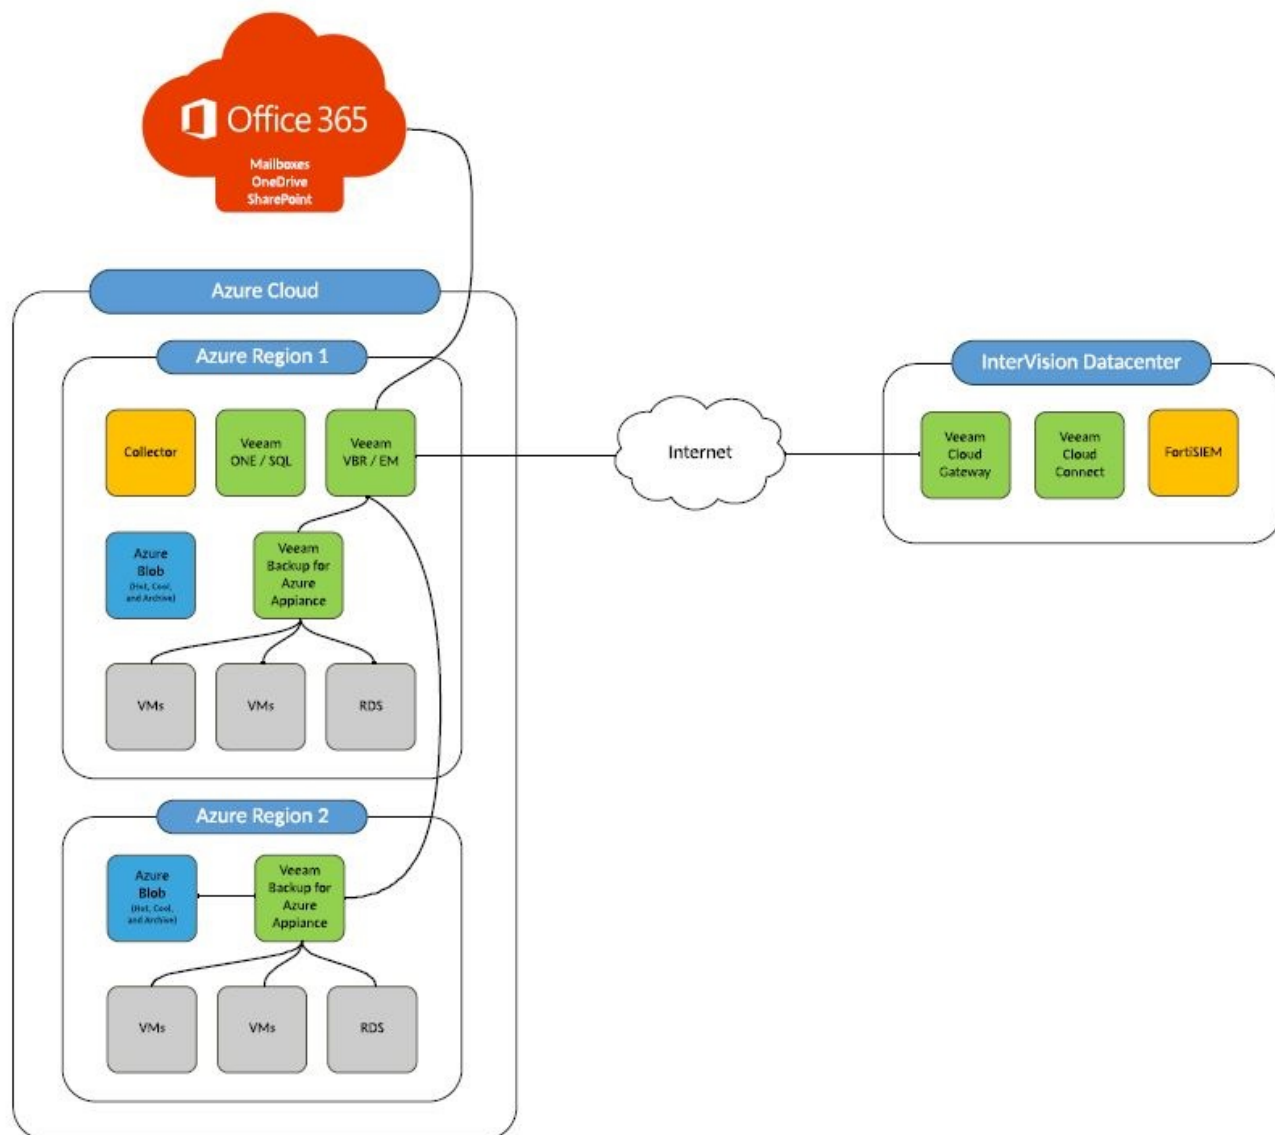 Office 365
Mailboxes
OneDrive
SharePoint
Azure Cloud
Azure Region 1
Collector
Veeam
ONE / SQL
Veeam
VBR / EM
Azure
Blob
(Hot, Cool,
and Archive)
Veeam
Backup for
Azure
Appiance
VMs
VMs
RDS
Azure Region 2
Azure
Blob
(Hot, Cool,
and Archive)
Veeam
Backup for
Azure
Appiance
VMs
VMs
RDS
Internet
InterVision Datacenter
Veeam
Cloud
Gateway
Veeam
Cloud
Connect
FortiSIEM